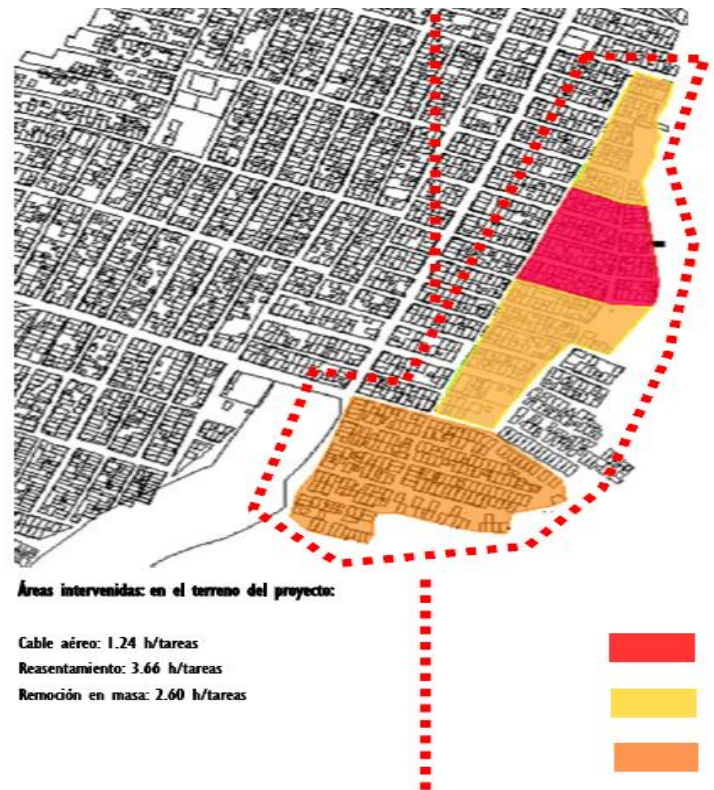 Áreas intervenidas: en el terreno del proyecto:
Cable aéreo: 1.24 h/tareas
Reasentamiento: 3.66 h/tareas
Remoción en masa: 2.60 h/tareas